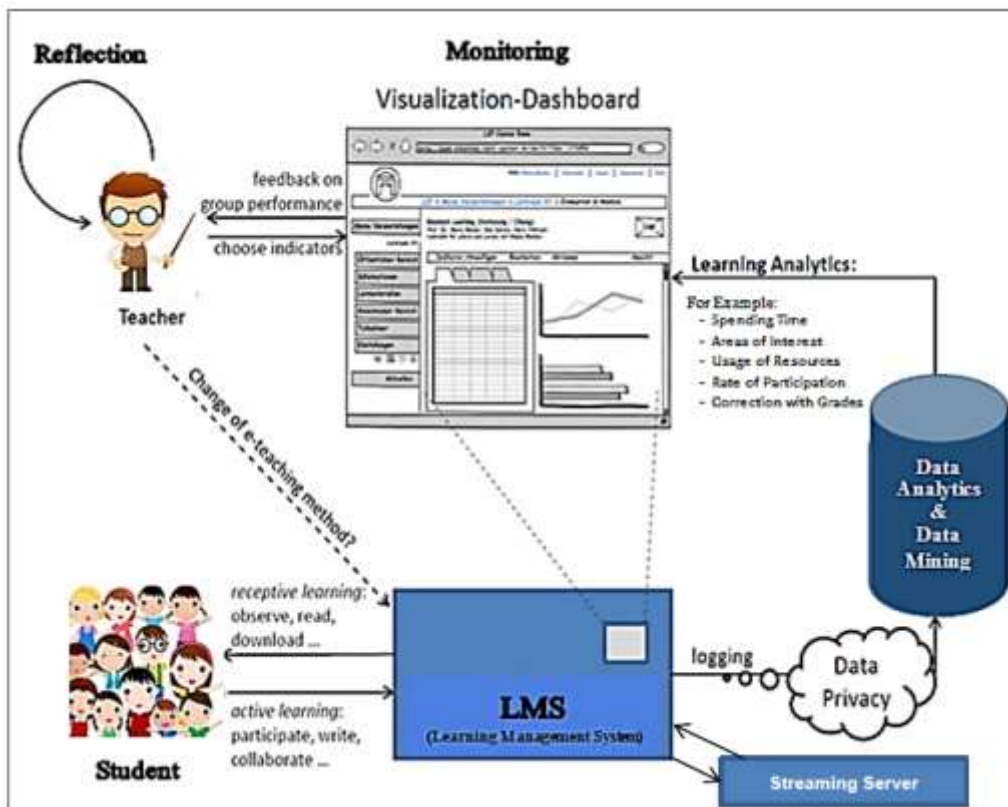 Reflection
Monitoring
Visualization-Dashboard
feedback on
group performance
choose indicators
Teacher
Learning Analytics:
For Example:
- Spending Time
- Areas of Interest
- Usage of Resources
- Rate of Participation
- Correction with Grades
Change of e-teaching method?
Data
Analytics
&
Data
Mining
receptive learning:
observe, read,
download ...
active learning:
participate, write,
collaborate ...
Student
LMS
(Learning Management System)
logging
Data
Privacy
Streaming Server